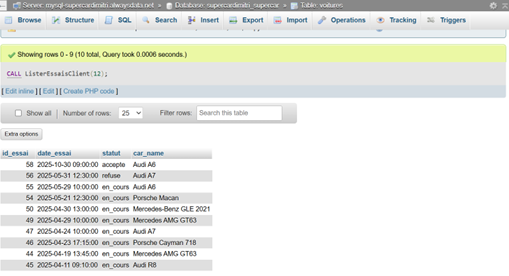 Server: mysql-supercardimitri.alwaysdata.net » Database: supercardimitri_supercar » Table: voitures
Browse Structure SQL Search Insert Export Import Operations Tracking Triggers
Showing rows 0 - 9 (10 total, Query took 0.0006 seconds.)
CALL ListerEssaisClient(12);
[ Edit inline ] [ Edit ] [ Create PHP code ]
Show all | Number of rows: 25 Filter rows: Search this table
Extra options
id_essai date_essai statut car_name
58 2025-10-30 09:00:00 accepte Audi A6
56 2025-05-31 12:30:00 refuse Audi A7
55 2025-05-29 10:00:00 en_cours Audi A6
54 2025-05-21 12:30:00 en_cours Porsche Macan
50 2025-04-30 13:00:00 en_cours Mercedes-Benz GLE 2021
49 2025-04-29 10:00:00 en_cours Mercedes AMG GT63
47 2025-04-24 10:00:00 en_cours Audi A7
46 2025-04-23 17:15:00 en_cours Porsche Cayman 718
44 2025-04-19 13:45:00 en_cours Mercedes AMG GT63
45 2025-04-11 09:10:00 en_cours Audi R8